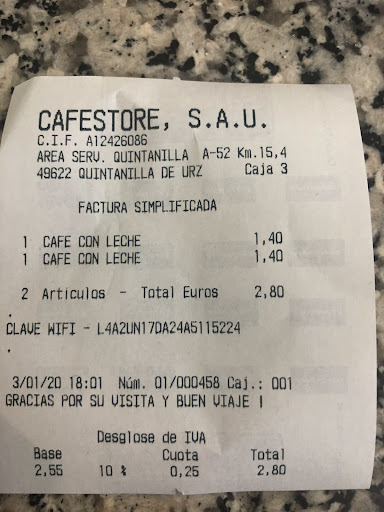 CAFESTORE, S.A.U.
C.I.F. A12426086
AREA SERV. QUINTANILLA A-52 Km.15,4
49622 QUINTANILLA DE URZ Caja 3
FACTURA SIMPLIFICADA
1 CAFE CON LECHE 1,40
1 CAFE CON LECHE 1,40
2 Artículos - Total Euros 2,80
.
CLAVE WIFI - L4A2UN17DA24A5115224
.
3/01/20 18:01 Núm. 01/000458 Caj.: 001
GRACIAS POR SU VISITA Y BUEN VIAJE !
Desglose de IVA
Base Cuota Total
2,55 10 % 0,25 2,80